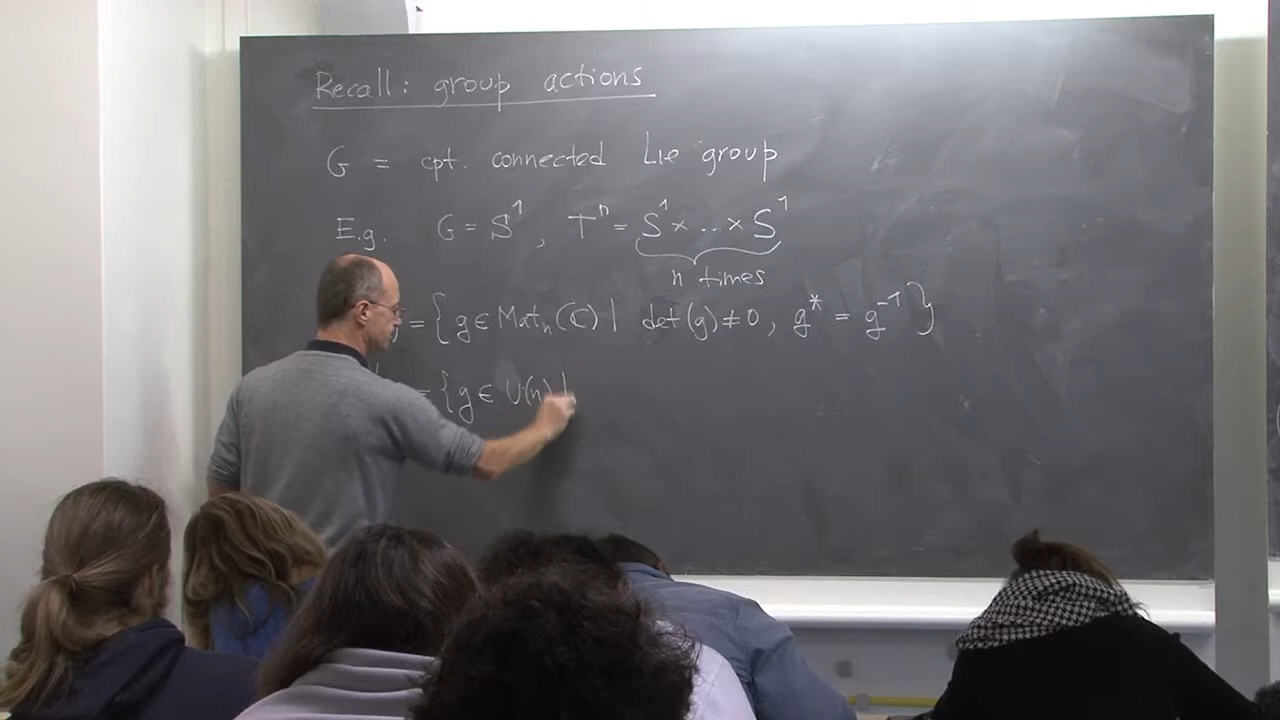 Recall: group actions
G = cpt. connected Lie group
E.g. G = S¹, Tⁿ = S¹ × ... × S¹
n times
) = {g ∈ Matₙ(ℂ) | det(g) ≠ 0, g* = g⁻¹}
= {g ∈ U(n) |